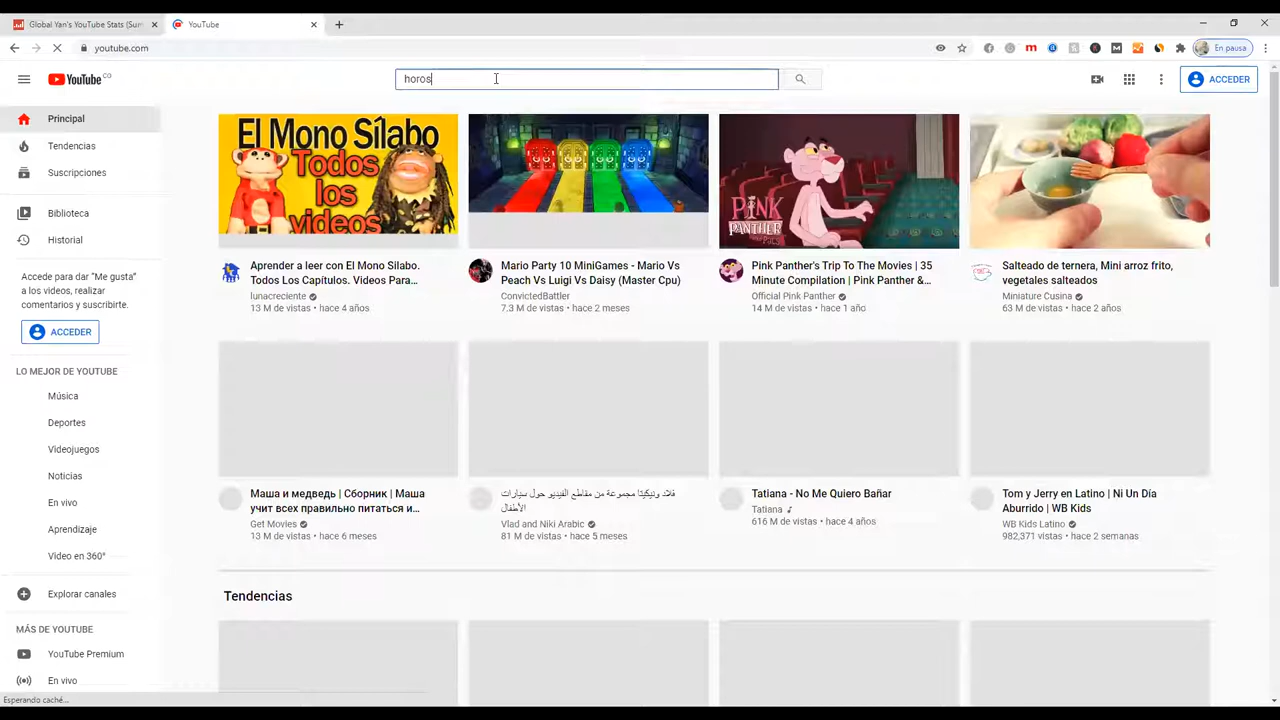 Global Yan's YouTube Stats (Sum
YouTube
youtube.com
En pausa
YouTube CO
horos
ACCEDER
Principal
Tendencias
Suscripciones
Biblioteca
Historial
Accede para dar "Me gusta"
a los videos, realizar
comentarios y suscribirte.
ACCEDER
LO MEJOR DE YOUTUBE
Música
Deportes
Videojuegos
Noticias
En vivo
Aprendizaje
Video en 360°
Explorar canales
MÁS DE YOUTUBE
YouTube Premium
En vivo
El Mono Sílabo
Todos
los
videos
PINK
PANTHER
Aprender a leer con El Mono Silabo.
Todos Los Capítulos. Videos Para...
lunacreciente
13 M de vistas • hace 4 años
Mario Party 10 MiniGames - Mario Vs
Peach Vs Luigi Vs Daisy (Master Cpu)
ConvictedBattler
7.3 M de vistas • hace 2 meses
Pink Panther's Trip To The Movies | 35
Minute Compilation | Pink Panther &...
Official Pink Panther
14 M de vistas • hace 1 año
Salteado de ternera, Mini arroz frito,
vegetales salteados
Miniature Cusina
63 M de vistas • hace 2 años
Маша и медведь | Сборник | Маша
учит всех правильно питаться и...
Get Movies
13 M de vistas • hace 6 meses
فلاد ونيكيتا مجموعة من مقاطع الفيديو حول سيارات
الأطفال
Vlad and Niki Arabic
81 M de vistas • hace 5 meses
Tatiana - No Me Quiero Bañar
Tatiana
616 M de vistas • hace 4 años
Tom y Jerry en Latino | Ni Un Día
Aburrido | WB Kids
WB Kids Latino
982,371 vistas • hace 2 semanas
Tendencias
Esperando caché...